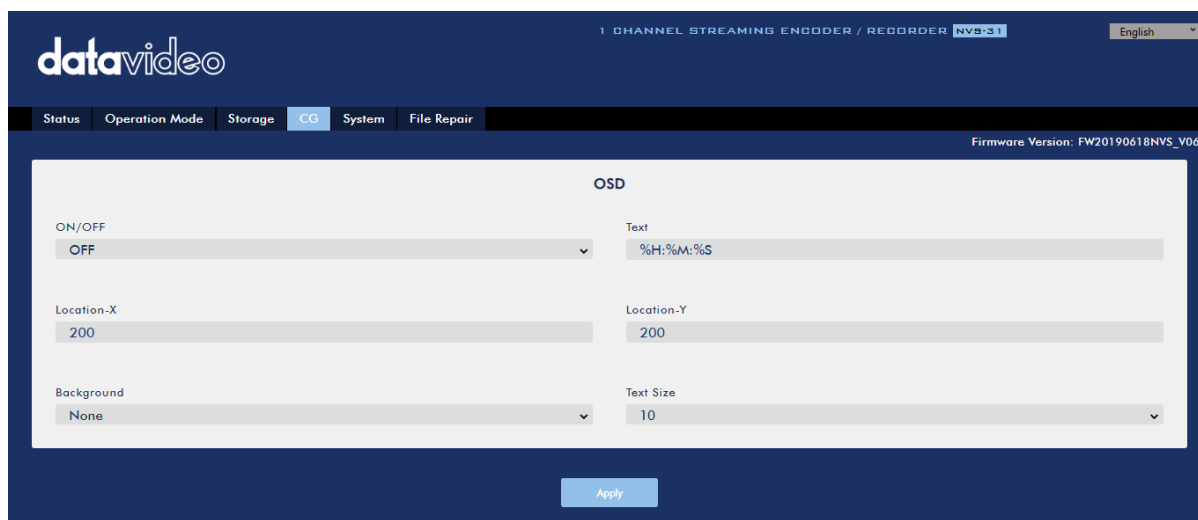 1 CHANNEL STREAMING ENCODER / RECORDER NVS-31
English
datavideo
Status Operation Mode Storage CG System File Repair
Firmware Version: FW20190618NVS_V06
OSD
ON/OFF Text
OFF %H:%M:%S
Location-X Location-Y
200 200
Background Text Size
None 10
Apply